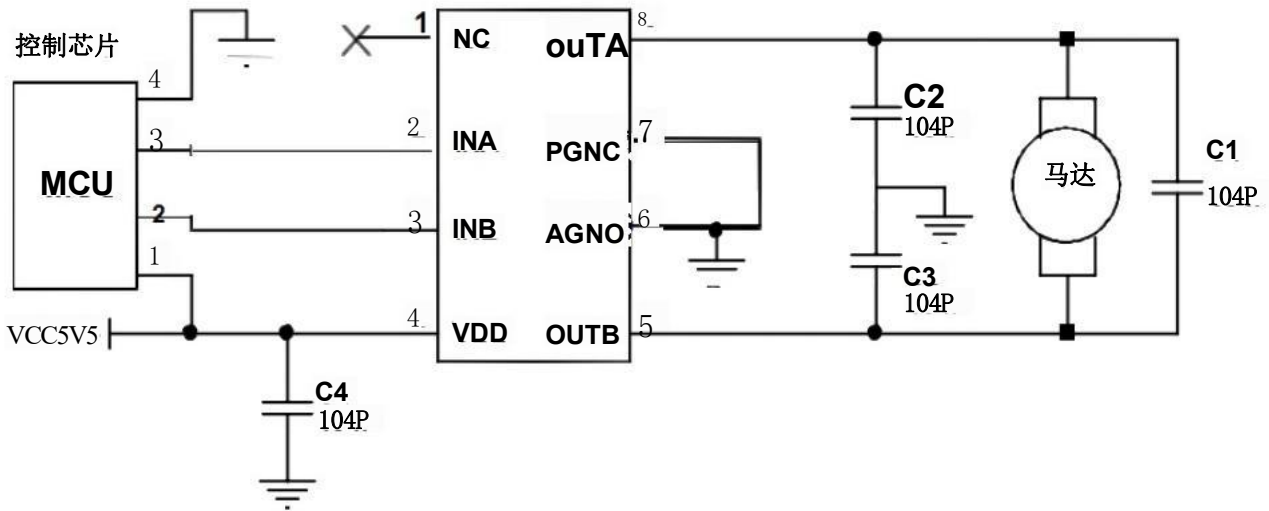 控制芯片
MCU
4
3
2
1
VCC5V5
C4
104P
1
2
3
4
NC
INA
INB
VDD
ouTA
PGNC
AGNO
OUTB
8
7
6
5
C2
104P
C3
104P
马达
C1
104P